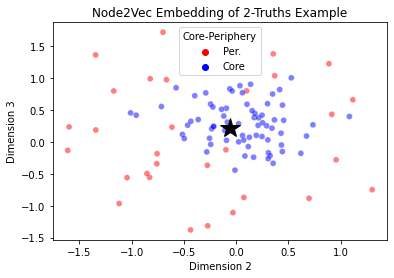 Node2Vec Embedding of 2-Truths Example
Core-Periphery
Per.
Core
Dimension 3
1.5
1.0
0.5
0.0
−0.5
−1.0
−1.5
−1.5 −1.0 −0.5 0.0 0.5 1.0
Dimension 2